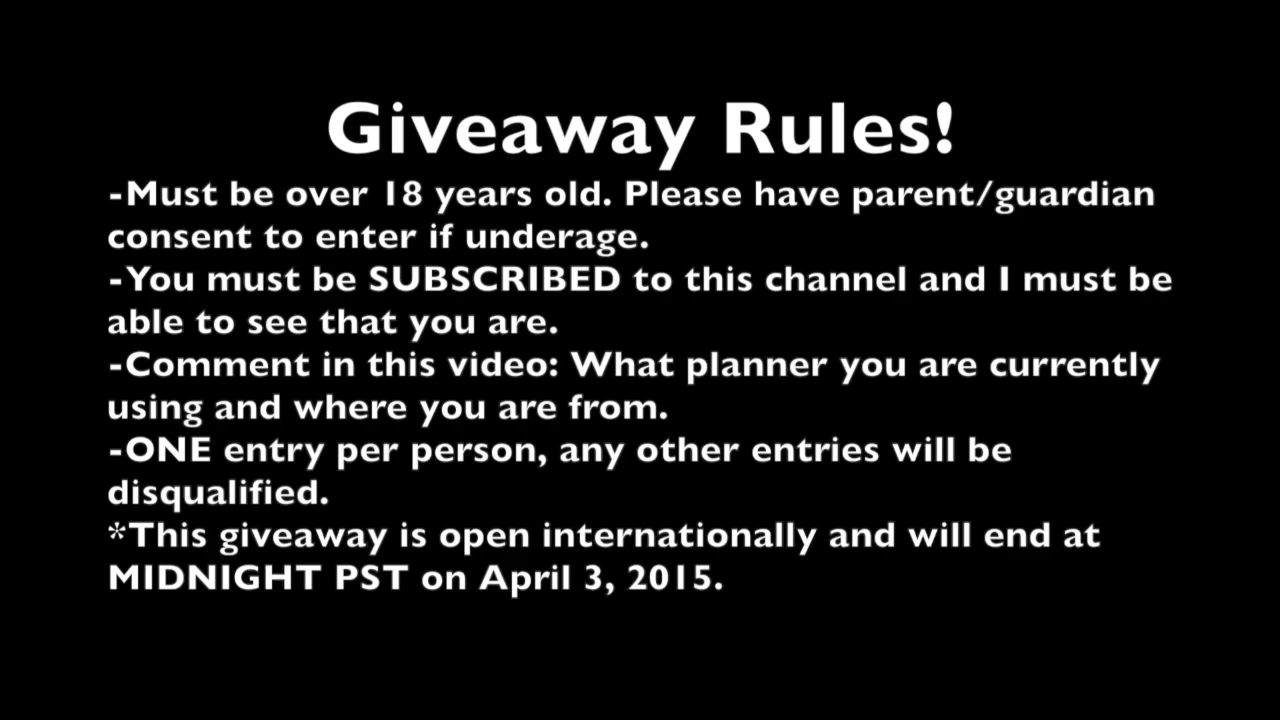 Giveaway Rules!
-Must be over 18 years old. Please have parent/guardian
consent to enter if underage.
-You must be SUBSCRIBED to this channel and I must be
able to see that you are.
-Comment in this video: What planner you are currently
using and where you are from.
-ONE entry per person, any other entries will be
disqualified.
*This giveaway is open internationally and will end at
MIDNIGHT PST on April 3, 2015.